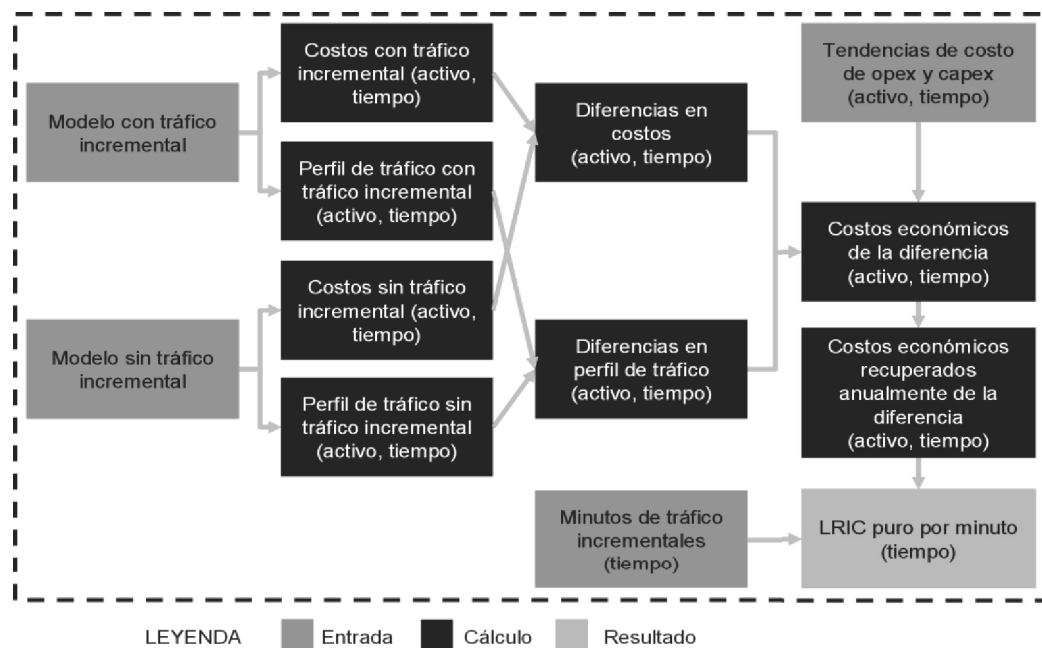 Modelo con tráfico
incremental
Costos con tráfico
incremental (activo,
tiempo)
Perfil de tráfico con
tráfico incremental
(activo, tiempo)
Modelo sin tráfico
incremental
Costos sin tráfico
incremental (activo,
tiempo)
Perfil de tráfico sin
tráfico incremental
(activo, tiempo)
Diferencias en
costos
(activo, tiempo)
Diferencias en
perfil de tráfico
(activo, tiempo)
Tendencias de costo
de opex y capex
(activo, tiempo)
Costos económicos
de la diferencia
(activo, tiempo)
Costos económicos
recuperados
anualmente de la
diferencia
(activo, tiempo)
Minutos de tráfico
incrementales
(tiempo)
LRIC puro por minuto
(tiempo)
LEYENDA
Entrada
Cálculo
Resultado